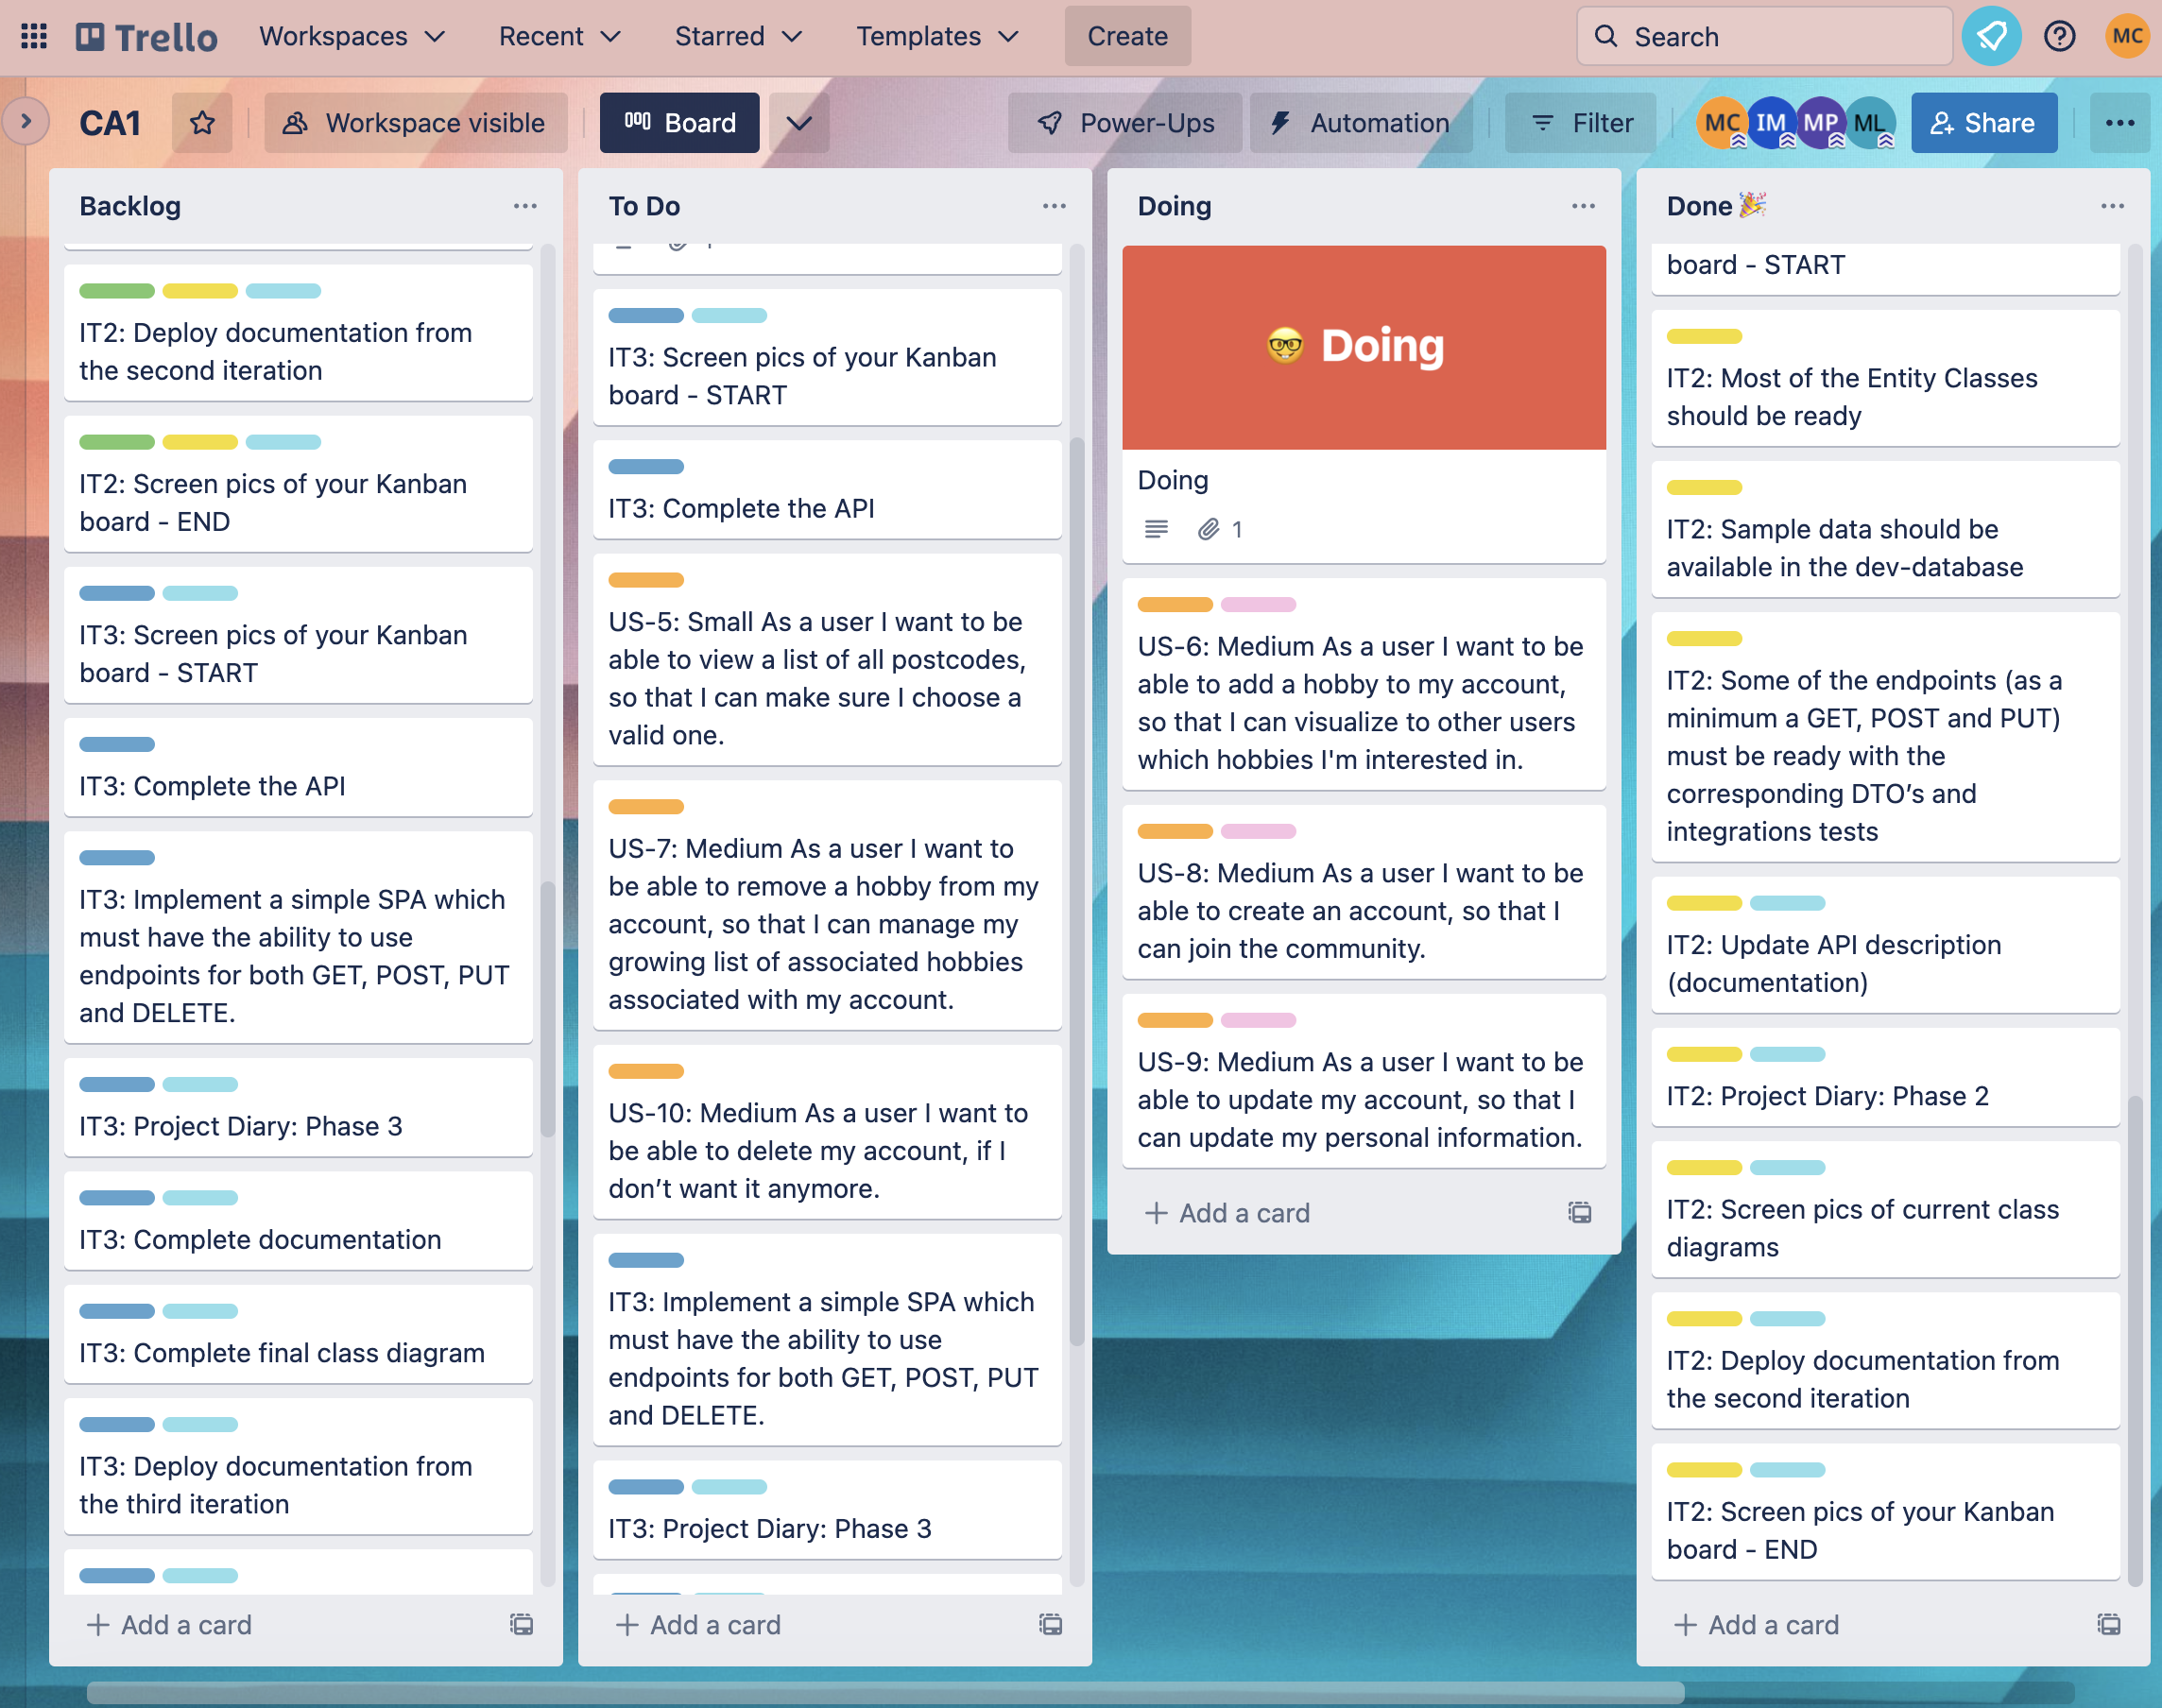 Trello
Workspaces
Recent
Starred
Templates
Create
Search
MC
CA1
Workspace visible
Board
Power-Ups
Automation
Filter
MC
IM
MP
ML
Share
Backlog
IT2: Deploy documentation from
the second iteration
IT2: Screen pics of your Kanban
board - END
IT3: Screen pics of your Kanban
board - START
IT3: Complete the API
IT3: Implement a simple SPA which
must have the ability to use
endpoints for both GET, POST, PUT
and DELETE.
IT3: Project Diary: Phase 3
IT3: Complete documentation
IT3: Complete final class diagram
IT3: Deploy documentation from
the third iteration
+ Add a card
To Do
IT3: Screen pics of your Kanban
board - START
IT3: Complete the API
US-5: Small As a user I want to be
able to view a list of all postcodes,
so that I can make sure I choose a
valid one.
US-7: Medium As a user I want to
be able to remove a hobby from my
account, so that I can manage my
growing list of associated hobbies
associated with my account.
US-10: Medium As a user I want to
be able to delete my account, if I
don’t want it anymore.
IT3: Implement a simple SPA which
must have the ability to use
endpoints for both GET, POST, PUT
and DELETE.
IT3: Project Diary: Phase 3
+ Add a card
Doing
🤓 Doing
Doing
1
US-6: Medium As a user I want to be
able to add a hobby to my account,
so that I can visualize to other users
which hobbies I'm interested in.
US-8: Medium As a user I want to be
able to create an account, so that I
can join the community.
US-9: Medium As a user I want to be
able to update my account, so that I
can update my personal information.
+ Add a card
Done 🎉
board - START
IT2: Most of the Entity Classes
should be ready
IT2: Sample data should be
available in the dev-database
IT2: Some of the endpoints (as a
minimum a GET, POST and PUT)
must be ready with the
corresponding DTO’s and
integrations tests
IT2: Update API description
(documentation)
IT2: Project Diary: Phase 2
IT2: Screen pics of current class
diagrams
IT2: Deploy documentation from
the second iteration
IT2: Screen pics of your Kanban
board - END
+ Add a card